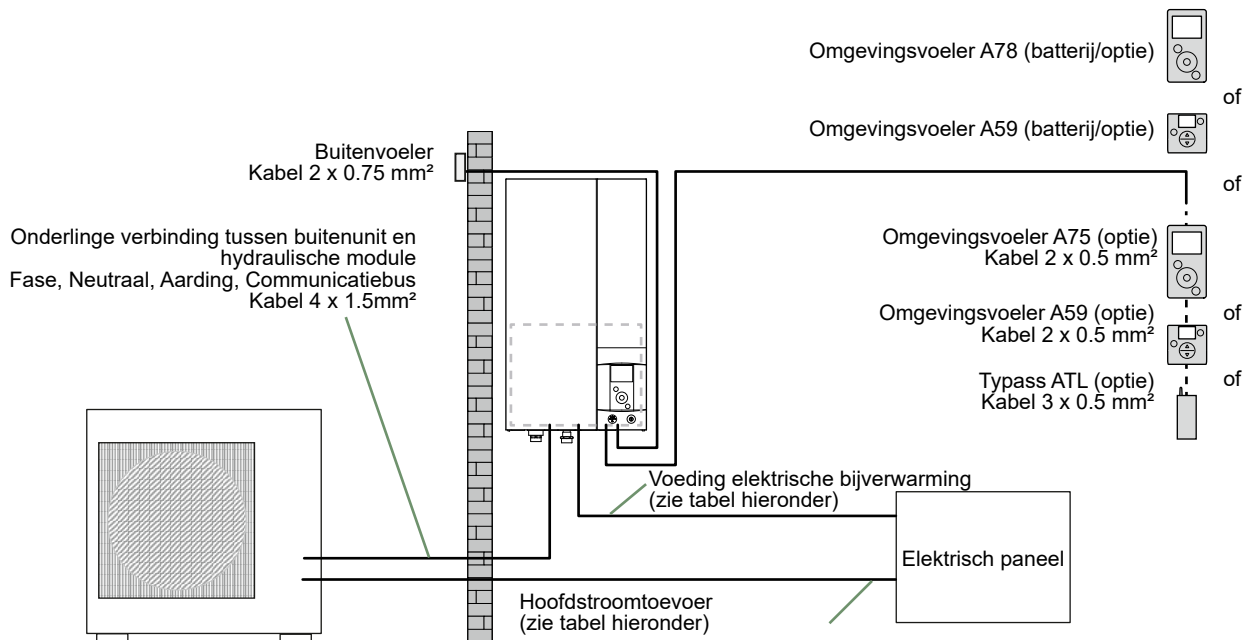 Omgevingsvoeler A78 (batterij/optie)
of
Omgevingsvoeler A59 (batterij/optie)
of
Buitenvoeler
Kabel 2 x 0.75 mm²
Onderlinge verbinding tussen buitenunit en
hydraulische module
Fase, Neutraal, Aarding, Communicatiebus
Kabel 4 x 1.5mm²
Omgevingsvoeler A75 (optie)
Kabel 2 x 0.5 mm²
of
Omgevingsvoeler A59 (optie)
Kabel 2 x 0.5 mm²
of
Typass ATL (optie)
Kabel 3 x 0.5 mm²
Voeding elektrische bijverwarming
(zie tabel hieronder)
Elektrisch paneel
Hoofdstroomtoevoer
(zie tabel hieronder)